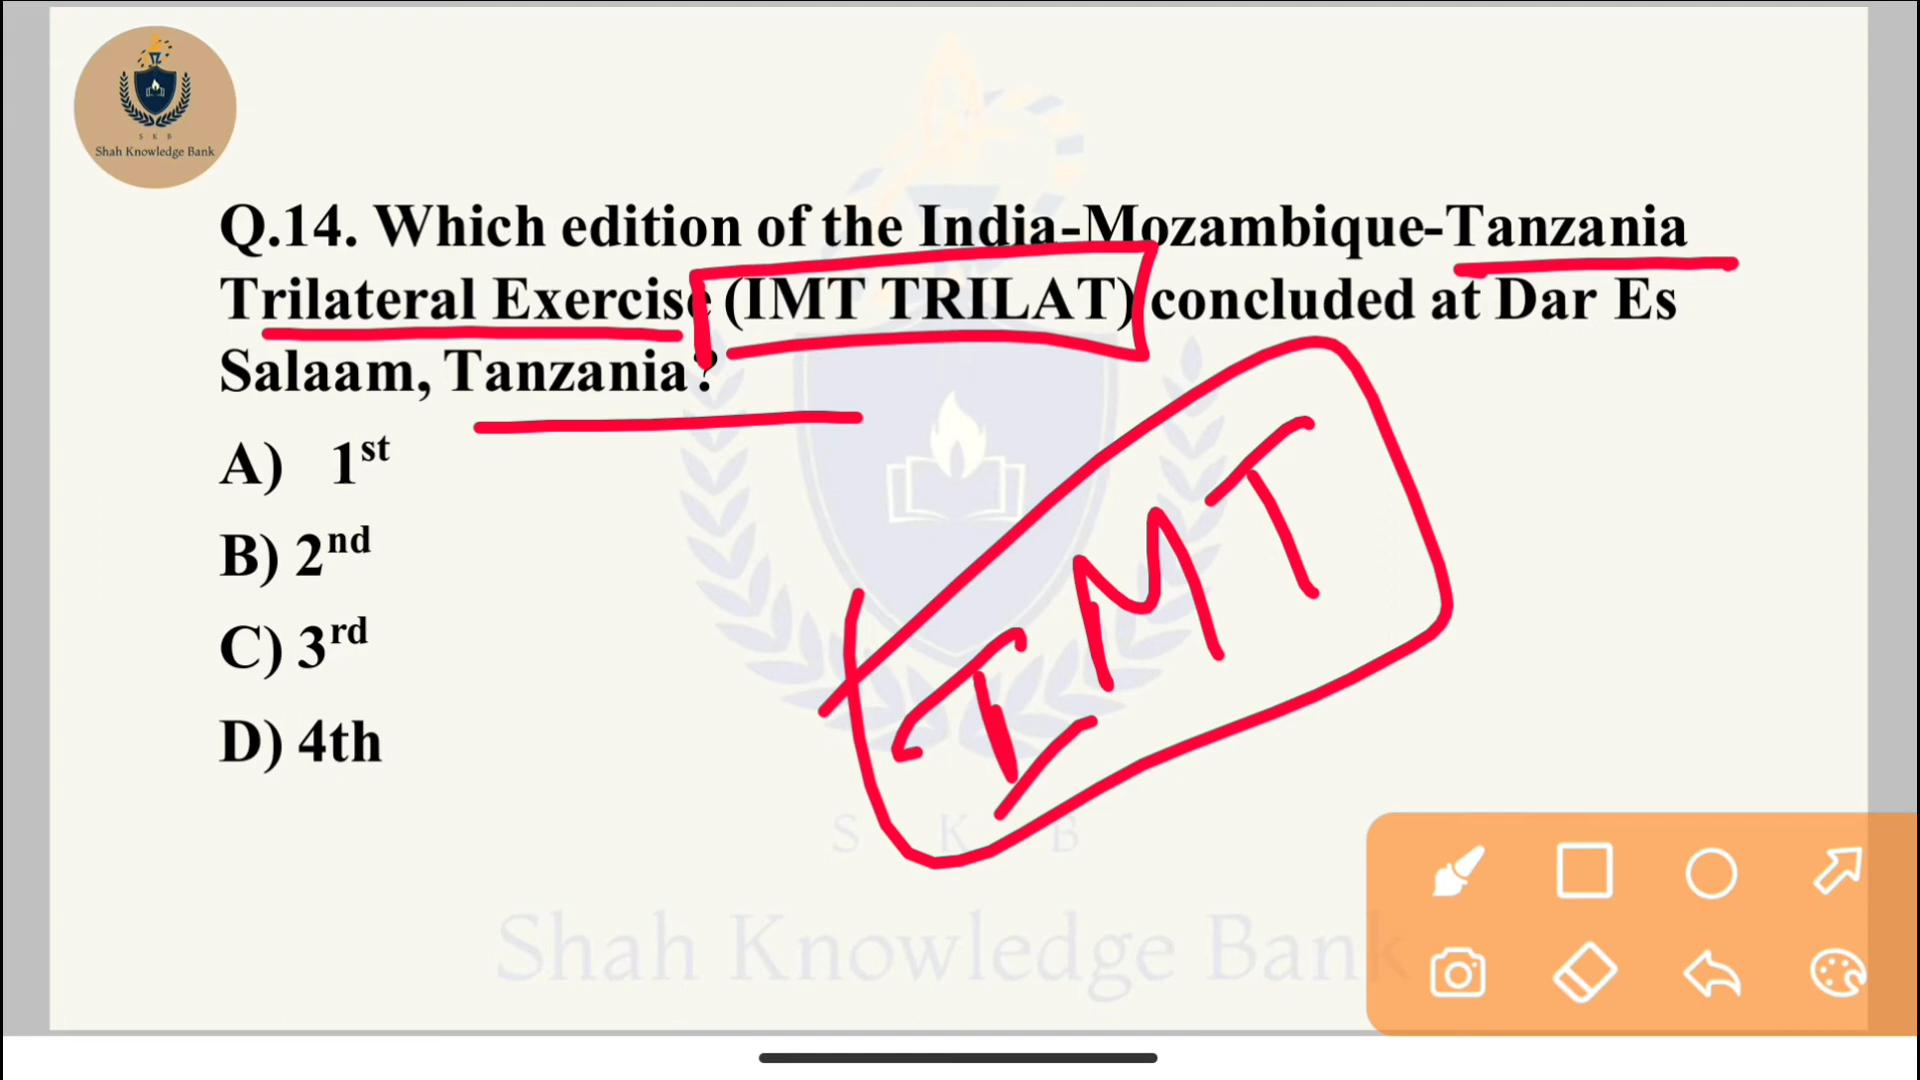 S K B
Shah Knowledge Bank
Q.14. Which edition of the India-Mozambique-Tanzania
Trilateral Exercise (IMT TRILAT) concluded at Dar Es
Salaam, Tanzania?
A) 1st
B) 2nd
C) 3rd
D) 4th
IMT
S K B
Shah Knowledge Bank